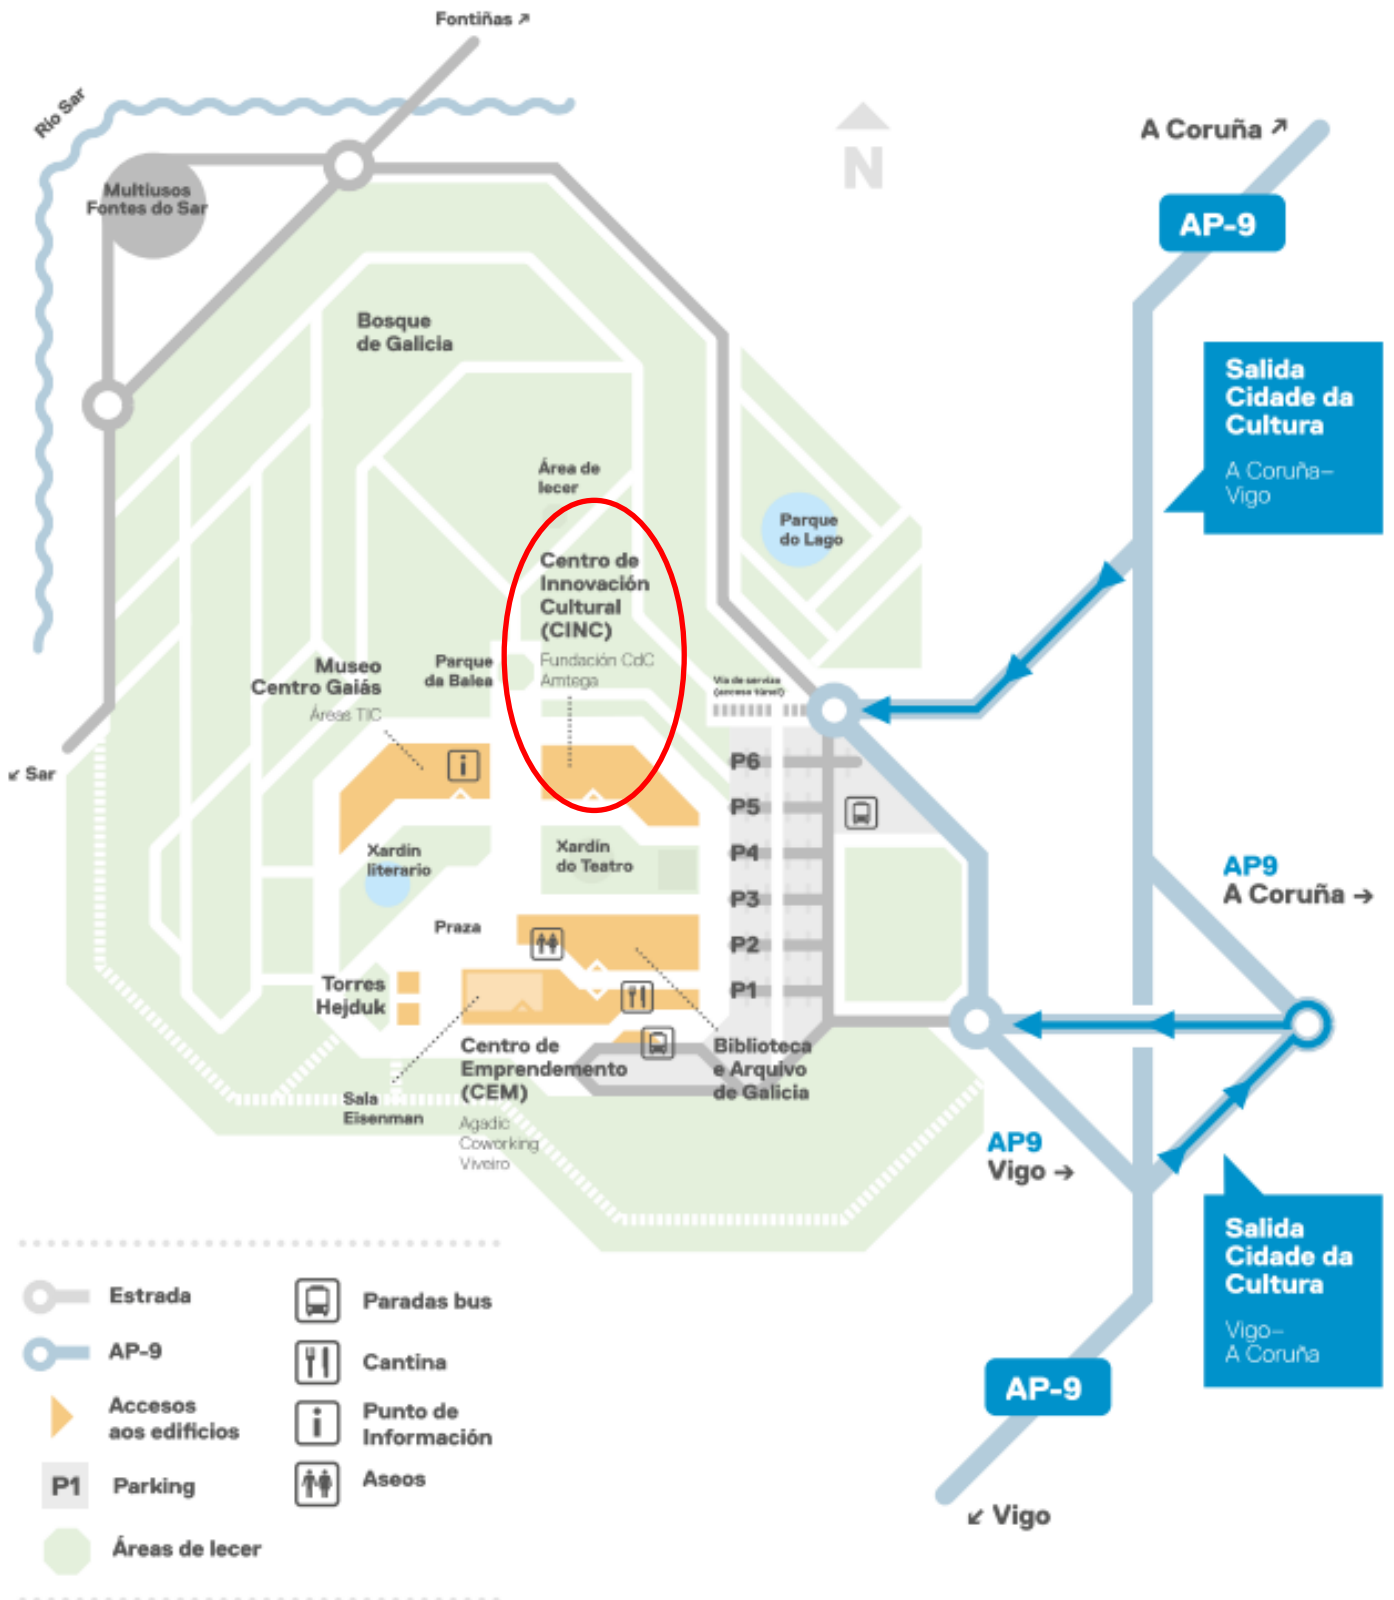 Fontiñas ↗
Río Sar
Multiusos
Fontes do Sar
N
A Coruña ↗
AP-9
Bosque
de Galicia
Salida
Cidade da
Cultura
A Coruña–
Vigo
Área de
lecer
Parque
do Lago
Centro de
Innovación
Cultural
(CINC)
Fundación CdC
Amtega
Museo
Centro Gaiás
Áreas TIC
Parque
da Balea
Vía de servizo
(acceso túnel)
↙ Sar
P6
P5
P4
P3
P2
P1
Xardín
literario
Xardín
do Teatro
AP9
A Coruña →
Praza
Torres
Hejduk
Centro de
Emprendemento
(CEM)
Agadic
Coworking
Viveiro
Biblioteca
e Arquivo
de Galicia
Sala
Eisenman
AP9
Vigo →
Salida
Cidade da
Cultura
Vigo–
A Coruña
AP-9
↙ Vigo
Estrada
AP-9
Accesos
aos edificios
P1 Parking
Áreas de lecer
Paradas bus
Cantina
Punto de
Información
Aseos